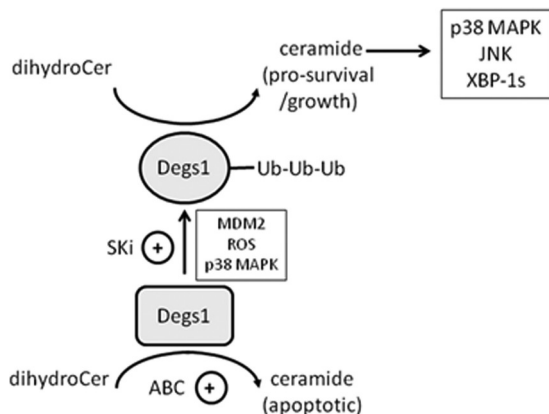 dihydroCer
ceramide
(pro-survival
/growth)
p38 MAPK
JNK
XBP-1s
Degs1
Ub-Ub-Ub
SKi
+
MDM2
ROS
p38 MAPK
Degs1
dihydroCer
ABC
+
ceramide
(apoptotic)